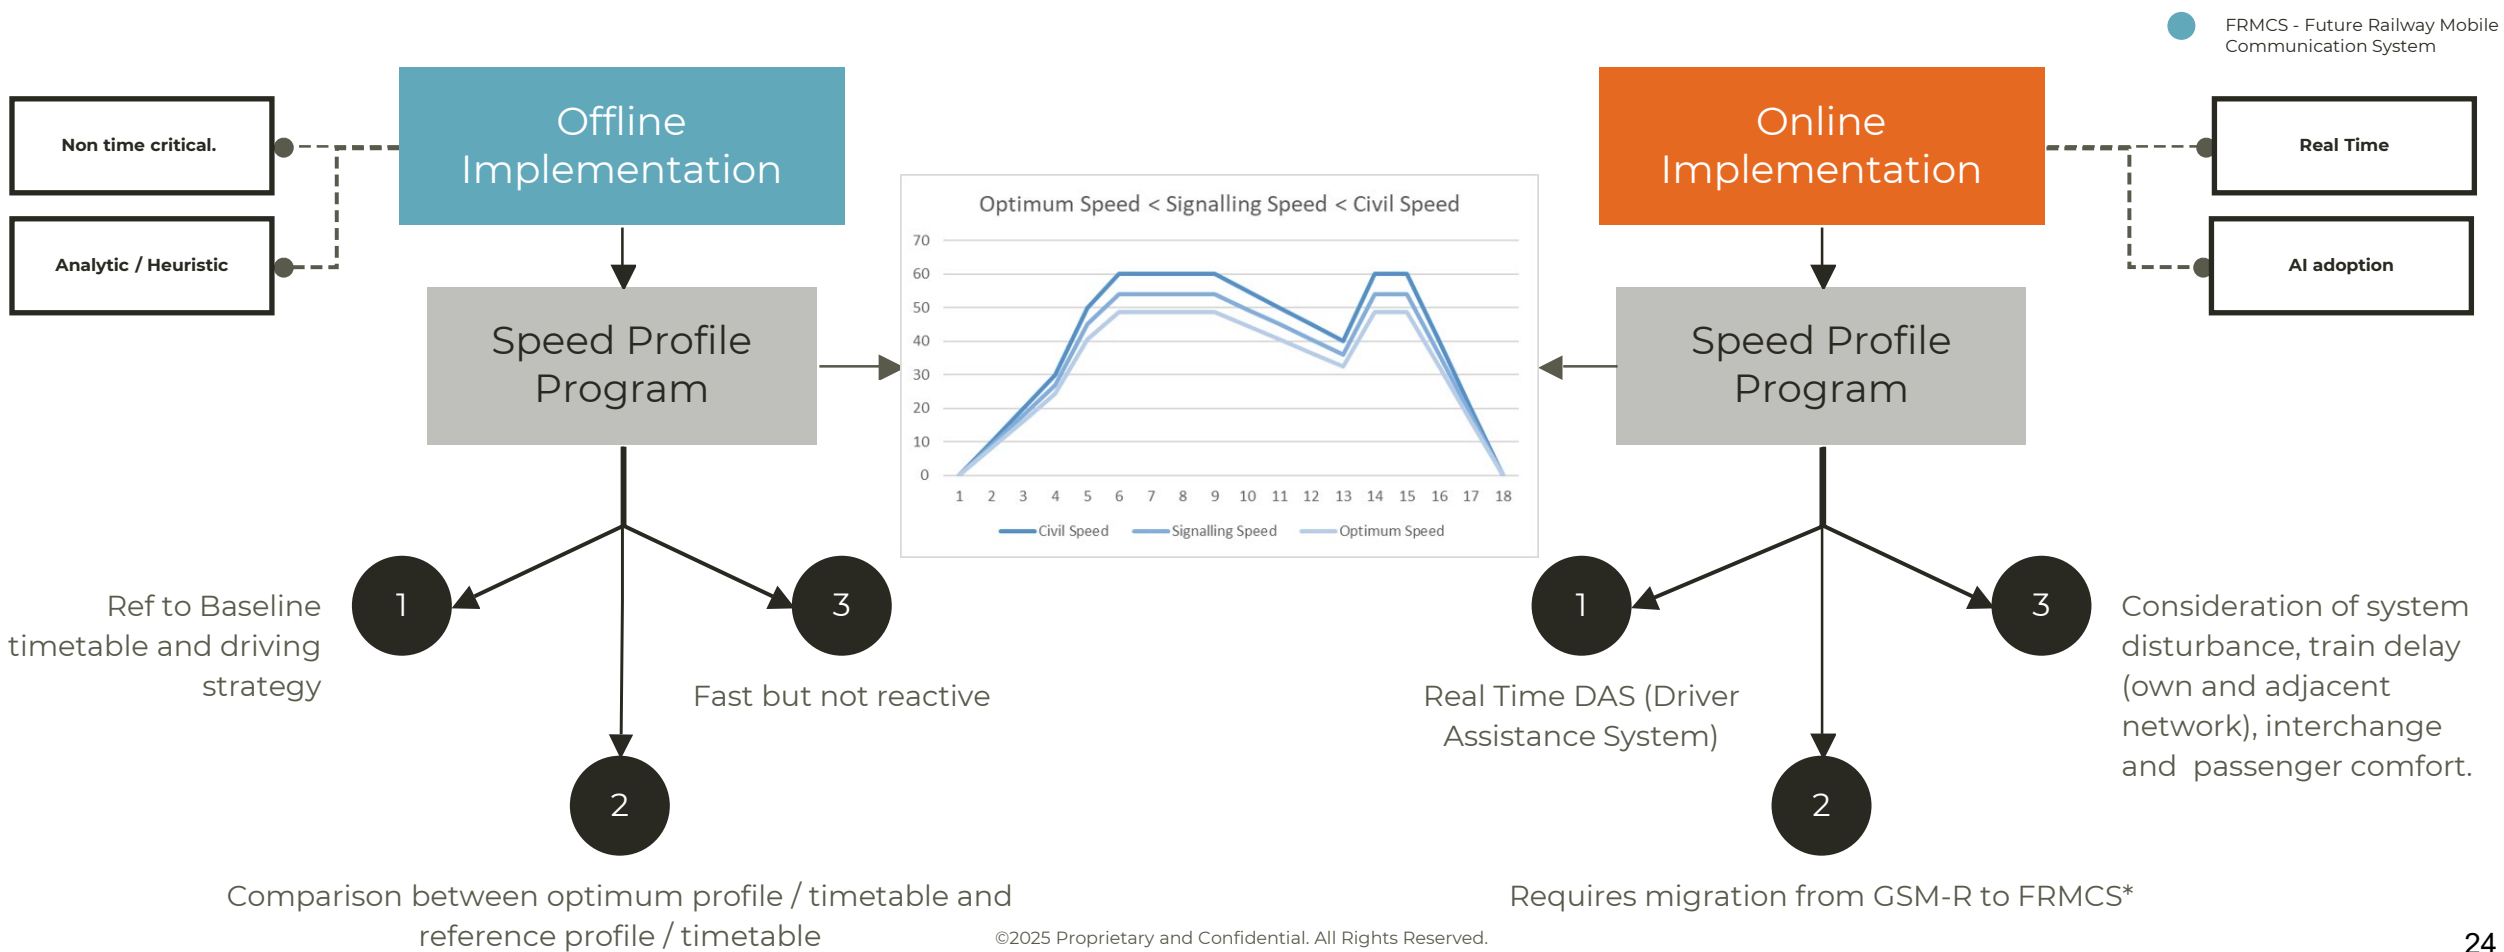 FRMCS - Future Railway Mobile
Communication System
Offline
Implementation
Non time critical.
Analytic / Heuristic
Online
Implementation
Real Time
AI adoption
Speed Profile
Program
Optimum Speed < Signalling Speed < Civil Speed
70
60
50
40
30
20
10
0
1 2 3 4 5 6 7 8 9 10 11 12 13 14 15 16 17 18
Civil Speed Signalling Speed Optimum Speed
Speed Profile
Program
1
Ref to Baseline
timetable and driving
strategy
3
Fast but not reactive
2
Comparison between optimum profile / timetable and
reference profile / timetable
1
Real Time DAS (Driver
Assistance System)
3
Consideration of system
disturbance, train delay
(own and adjacent
network), interchange
and passenger comfort.
2
Requires migration from GSM-R to FRMCS*
©2025 Proprietary and Confidential. All Rights Reserved.
24